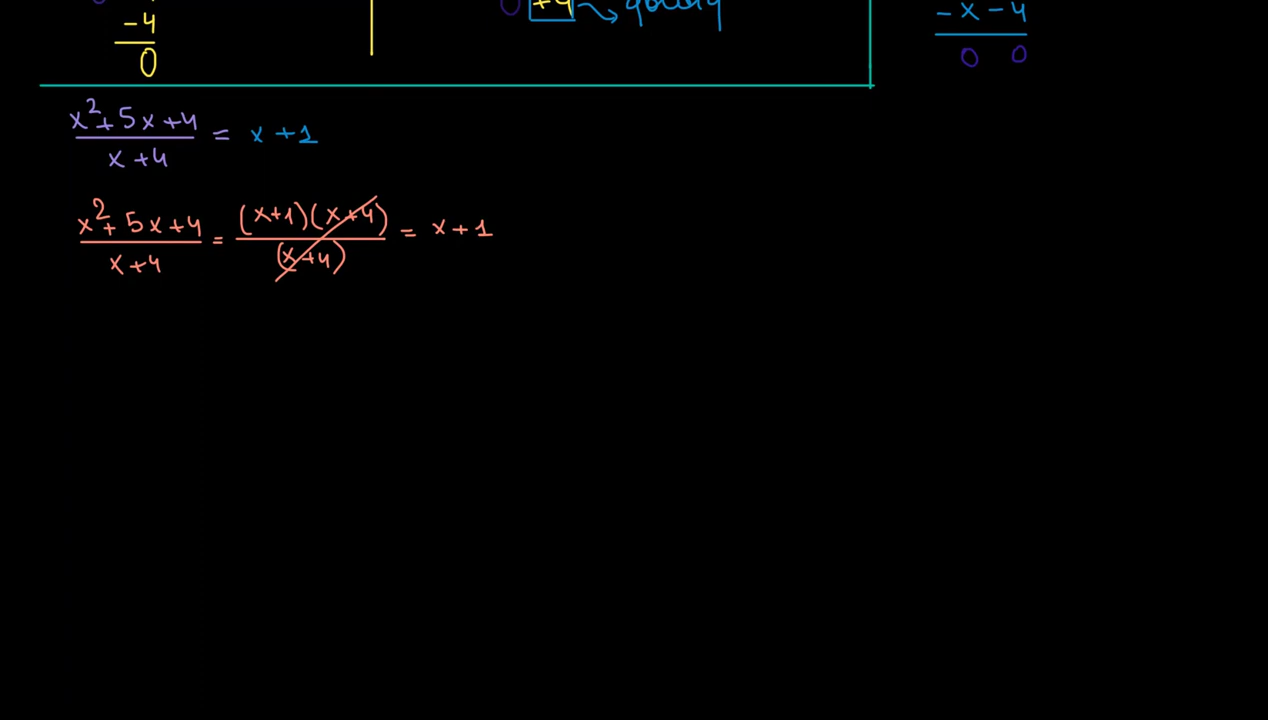 -4
0
+4
- x - 4
0 0
x² + 5x + 4 / x + 4 = x + 1
x² + 5x + 4 / x + 4 = (x+1)(x+4) / (x+4) = x + 1